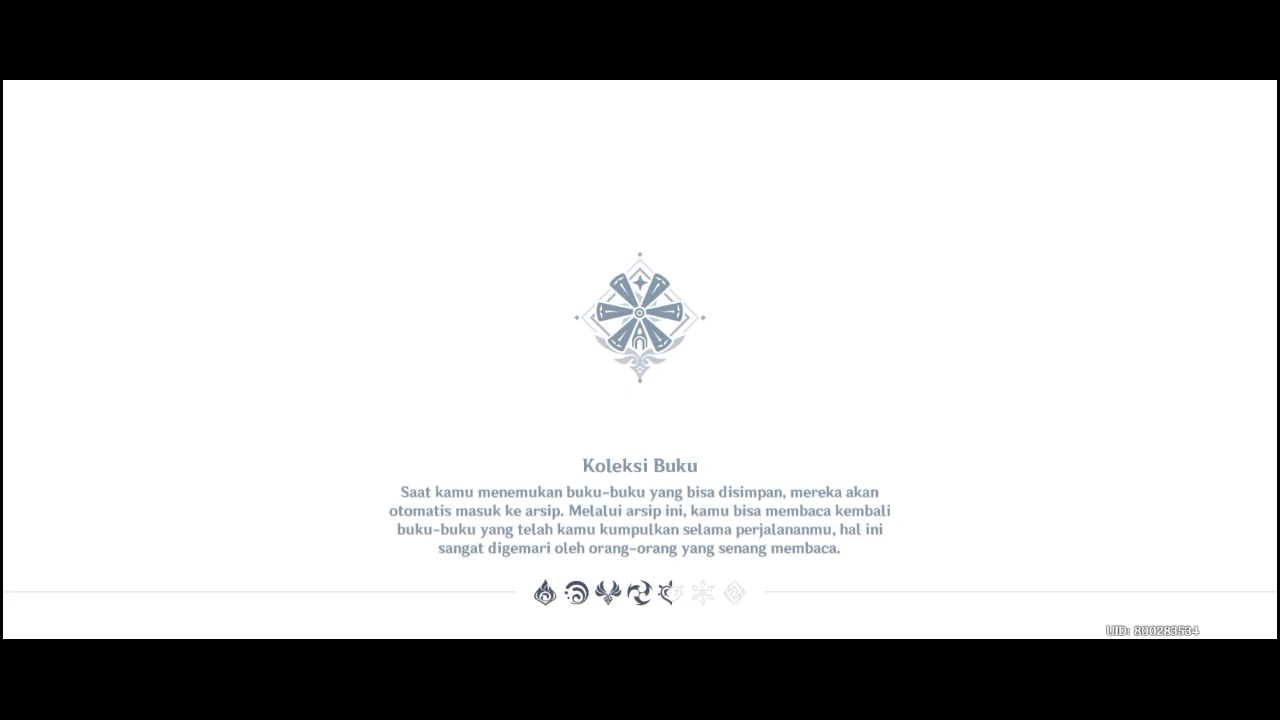 Koleksi Buku
Saat kamu menemukan buku-buku yang bisa disimpan, mereka akan
otomatis masuk ke arsip. Melalui arsip ini, kamu bisa membaca kembali
buku-buku yang telah kamu kumpulkan selama perjalananmu, hal ini
sangat digemari oleh orang-orang yang senang membaca.
UID: 800283534